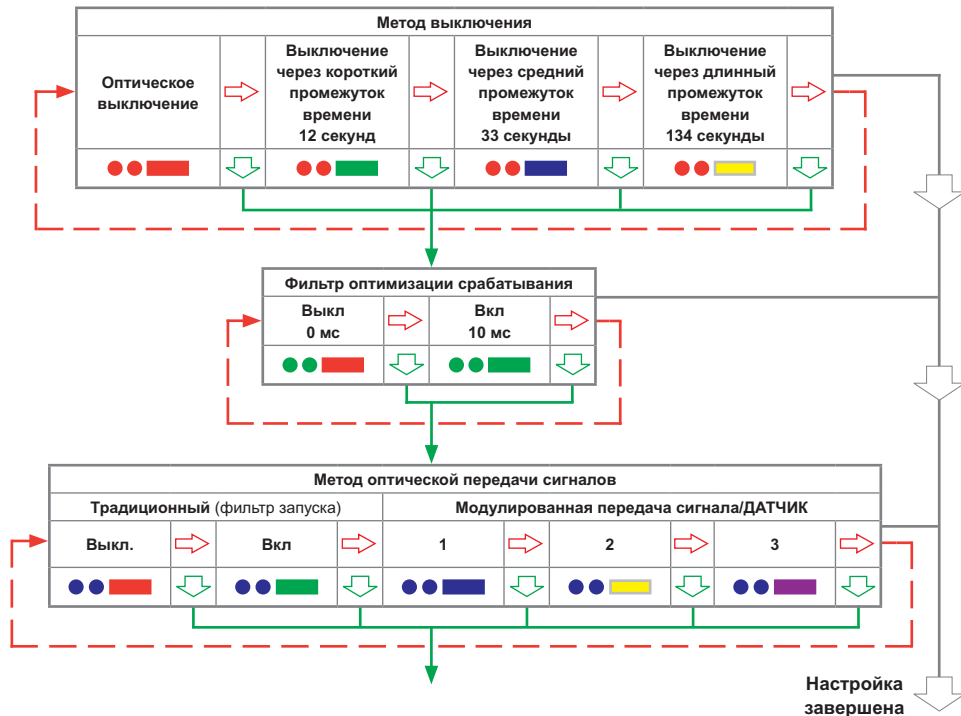 Метод выключения
Оптическое
выключение
Выключение
через короткий
промежуток
времени
12 секунд
Выключение
через средний
промежуток
времени
33 секунды
Выключение
через длинный
промежуток
времени
134 секунды
Фильтр оптимизации срабатывания
Выкл
0 мс
Вкл
10 мс
Метод оптической передачи сигналов
Традиционный (фильтр запуска)
Модулированная передача сигнала/ДАТЧИК
Выкл.
Вкл
1
2
3
Настройка
завершена